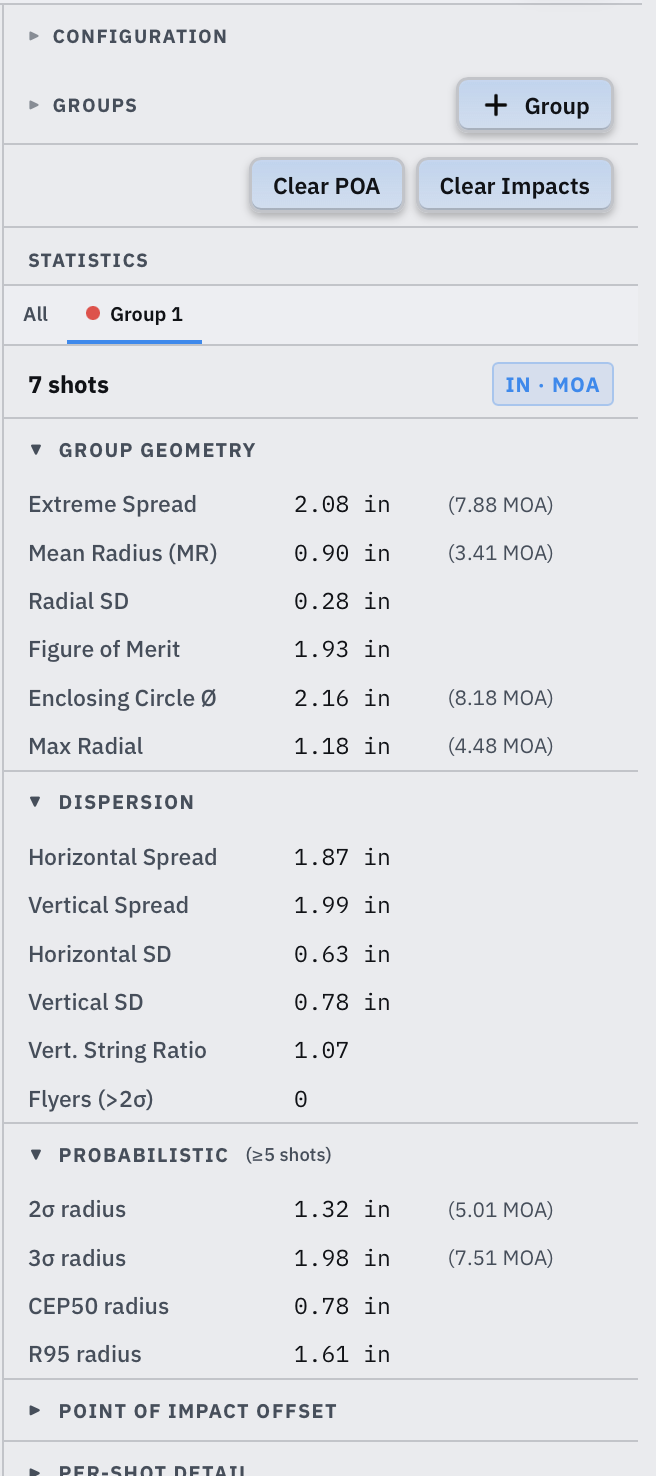 CONFIGURATION
GROUPS + Group
Clear POA Clear Impacts
STATISTICS
All Group 1
7 shots IN · MOA
GROUP GEOMETRY
Extreme Spread 2.08 in (7.88 MOA)
Mean Radius (MR) 0.90 in (3.41 MOA)
Radial SD 0.28 in
Figure of Merit 1.93 in
Enclosing Circle Ø 2.16 in (8.18 MOA)
Max Radial 1.18 in (4.48 MOA)
DISPERSION
Horizontal Spread 1.87 in
Vertical Spread 1.99 in
Horizontal SD 0.63 in
Vertical SD 0.78 in
Vert. String Ratio 1.07
Flyers (>2σ) 0
PROBABILISTIC (≥5 shots)
2σ radius 1.32 in (5.01 MOA)
3σ radius 1.98 in (7.51 MOA)
CEP50 radius 0.78 in
R95 radius 1.61 in
POINT OF IMPACT OFFSET
PER-SHOT DETAIL